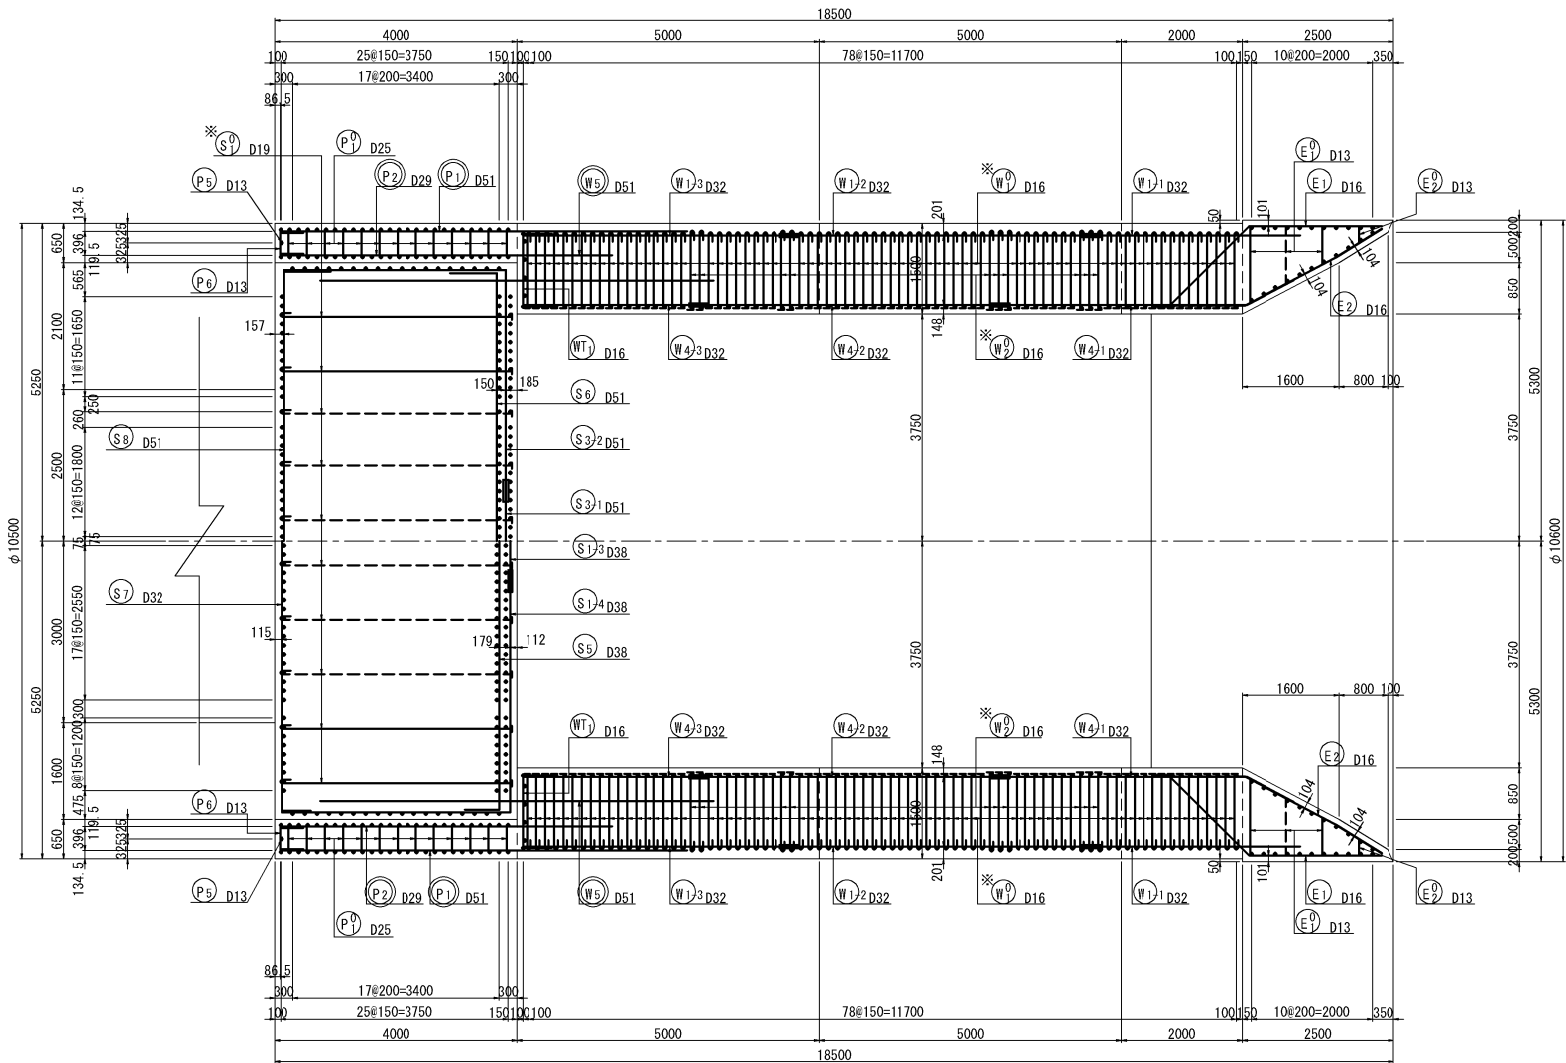 18500
4000 5000 5000 2000 2500
100 25@150=3750 150 100 100 78@150=11700 100 150 10@200=2000 350
300 17@200=3400 300
86.5
※ S1⁰ D19 P1⁰ D25 E1⁰ D13
P5 D13 P2 D29 P1 D51 W5 D51 W1-3 D32 W1-2 D32 ※ W1⁰ D16 W1-1 D32 E1 D16 E2⁰ D13
134.5 201 50 101
650 396 325 325 119.5 200 500
P6 D13 1500 104 104
565 850
E2 D16
157 148
2100 11@150=1650
WT1 D16 W4-3 D32 W4-2 D32 ※ W2⁰ D16 W4-1 D32
5250 150 185 1600 800 100 5300
S6 D51
250
260 3750 3750
S8 D51 S3-2 D51
2500 12@150=1800
S3-1 D51
φ10500 75 75 φ10600
S1-3 D38
S7 D32
17@150=2550 S1-4 D38
3000 115 179 112
S5 D38 3750 3750
5250 300 1600 800 100 5300
WT1 D16 W4-3 D32 W4-2 D32 ※ W2⁰ D16 W4-1 D32
1600 8@150=1200 148 E2 D16
475 104 104 850
P6 D13 1500
119.5
650 396 325 325 500 200
134.5 201 50 101
P5 D13 P2 D29 P1 D51 W5 D51 W1-3 D32 W1-2 D32 ※ W1⁰ D16 W1-1 D32 E1 D16 E2⁰ D13
P1⁰ D25 E1⁰ D13
86.5
300 17@200=3400 300
100 25@150=3750 150 100 100 78@150=11700 100 150 10@200=2000 350
4000 5000 5000 2000 2500
18500